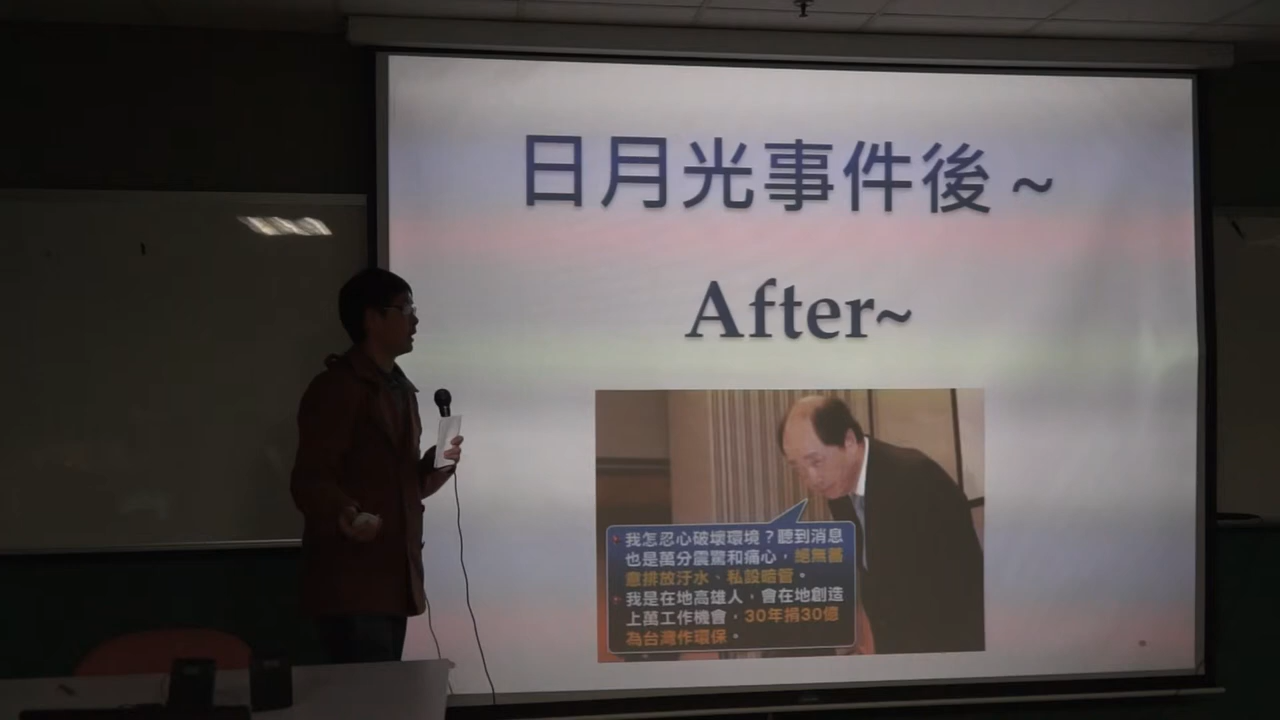 日月光事件後~
After~
我怎忍心破壞環境？聽到消息
也是萬分震驚和痛心，絕無蓄
意排放汙水、私設暗管。
我是在地高雄人，會在地創造
上萬工作機會，30年捐30億
為台灣作環保。